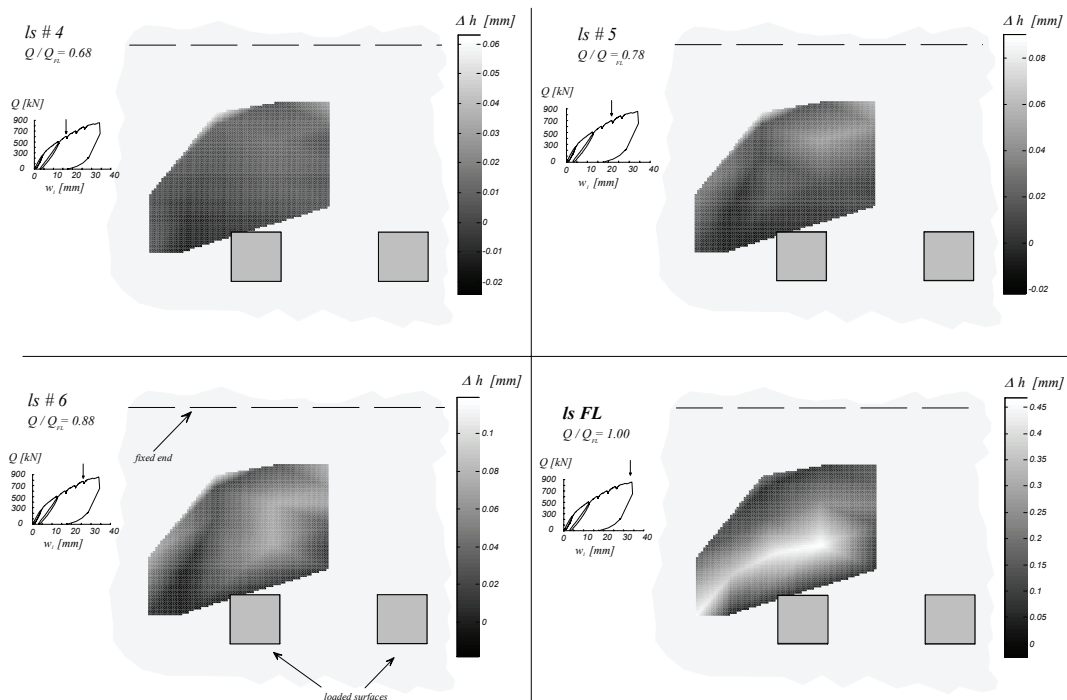 ls # 4
Q / Q FL = 0.68
Δ h [mm]
0.06
0.05
0.04
0.03
0.02
0.01
0
-0.01
-0.02
Q [kN]
900
700
500
300
0
0 10 20 30 40
w1 [mm]
ls # 5
Q / Q FL = 0.78
Δ h [mm]
0.08
0.06
0.04
0.02
0
-0.02
Q [kN]
900
700
500
300
0
0 10 20 30 40
w1 [mm]
ls # 6
Q / Q FL = 0.88
fixed end
Δ h [mm]
0.1
0.08
0.06
0.04
0.02
0
Q [kN]
900
700
500
300
0
0 10 20 30 40
w1 [mm]
loaded surfaces
ls FL
Q / Q FL = 1.00
Δ h [mm]
0.45
0.4
0.35
0.3
0.25
0.2
0.15
0.1
0.05
0
Q [kN]
900
700
500
300
0
0 10 20 30 40
w1 [mm]